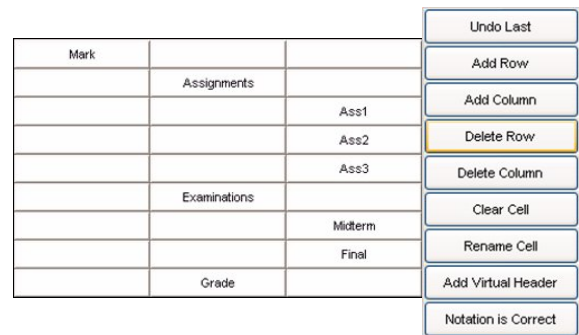 Mark
Assignments
Ass1
Ass2
Ass3
Examinations
Midterm
Final
Grade
Undo Last
Add Row
Add Column
Delete Row
Delete Column
Clear Cell
Rename Cell
Add Virtual Header
Notation is Correct